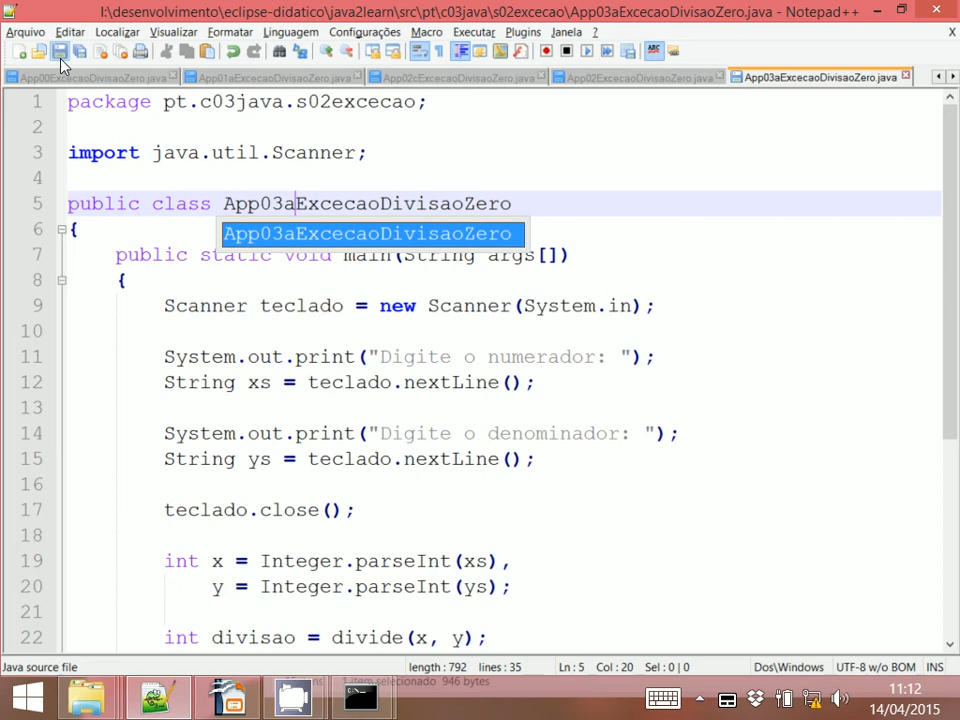 I:\desenvolvimento\eclipse-didatico\java2learn\src\pt\c03java\s02excecao\App03aExcecaoDivisaoZero.java - Notepad++
Arquivo Editar Localizar Visualizar Formatar Linguagem Configurações Macro Executar Plugins Janela ? X
App00ExcecaoDivisaoZero.java App01aExcecaoDivisaoZero.java App02cExcecaoDivisaoZero.java App02ExcecaoDivisaoZero.java App03aExcecaoDivisaoZero.java
1 package pt.c03java.s02excecao;
2
3 import java.util.Scanner;
4
5 public class App03aExcecaoDivisaoZero
6 {
App03aExcecaoDivisaoZero
7 public static void main(String args[])
8 {
9 Scanner teclado = new Scanner(System.in);
10
11 System.out.print("Digite o numerador: ");
12 String xs = teclado.nextLine();
13
14 System.out.print("Digite o denominador: ");
15 String ys = teclado.nextLine();
16
17 teclado.close();
18
19 int x = Integer.parseInt(xs),
20 y = Integer.parseInt(ys);
21
22 int divisao = divide(x, y);
Java source file length : 792 lines : 35 Ln : 5 Col : 20 Sel : 0 | 0 Dos\Windows UTF-8 w/o BOM INS
1 item selecionado 946 bytes
11:12
14/04/2015